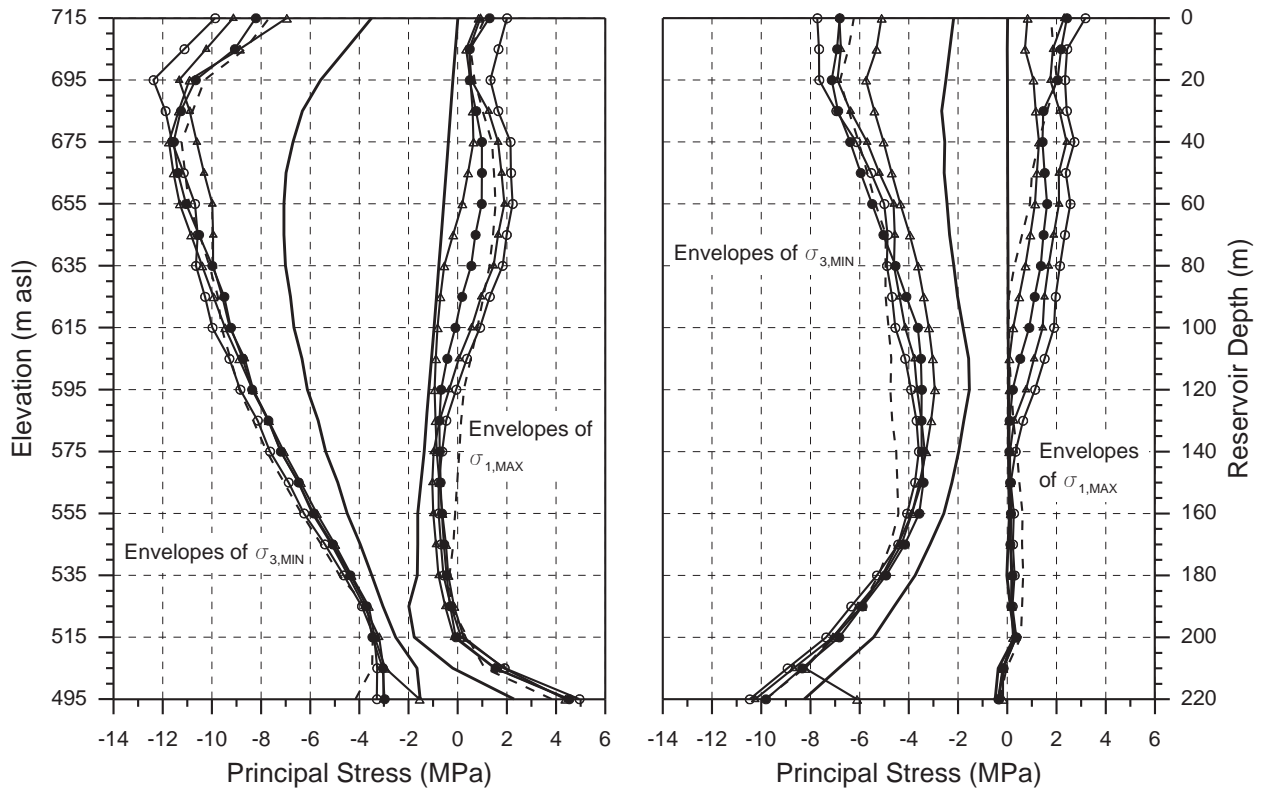 715
695
675
655
635
615
595
575
555
535
515
495
Elevation (m asl)
-14 -12 -10 -8 -6 -4 -2 0 2 4 6
Principal Stress (MPa)
Envelopes of
σ1,MAX
Envelopes of σ3,MIN
Envelopes of σ3,MIN
Envelopes
of σ1,MAX
-14 -12 -10 -8 -6 -4 -2 0 2 4 6
Principal Stress (MPa)
0
20
40
60
80
100
120
140
160
180
200
220
Reservoir Depth (m)